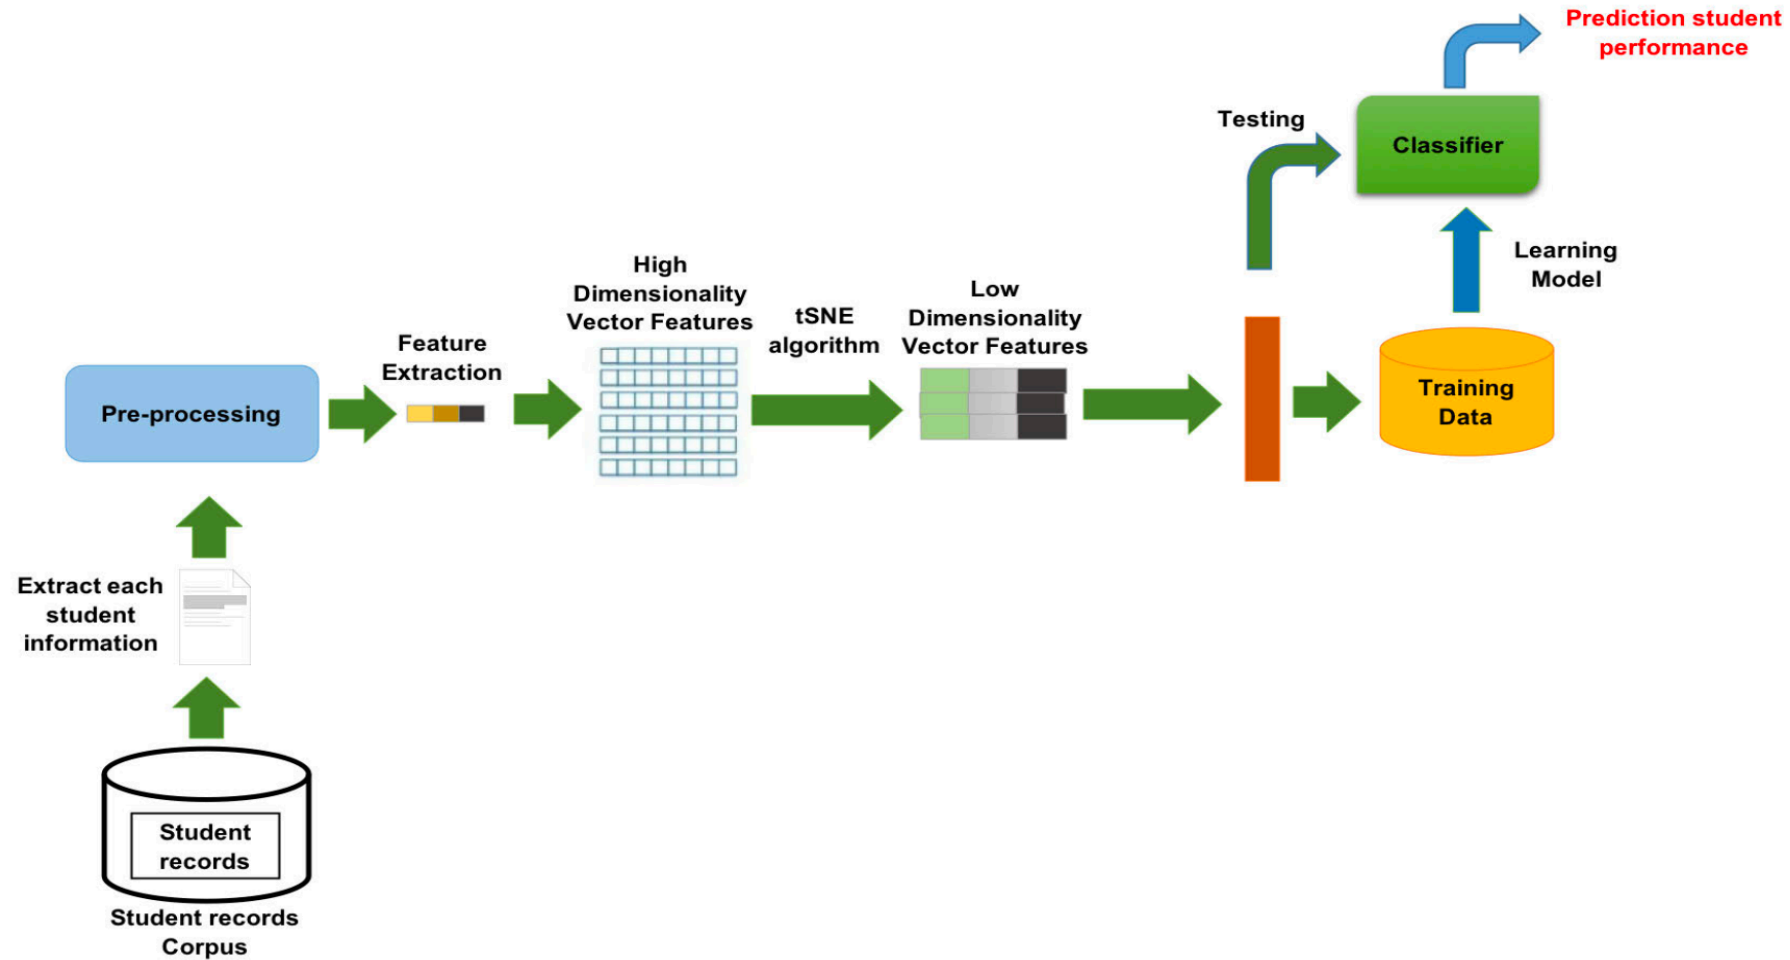 Prediction student
performance
Testing
Classifier
Learning
Model
High
Dimensionality
Vector Features
tSNE
algorithm
Low
Dimensionality
Vector Features
Feature
Extraction
Pre-processing
Training
Data
Extract each
student
information
Student
records
Student records
Corpus